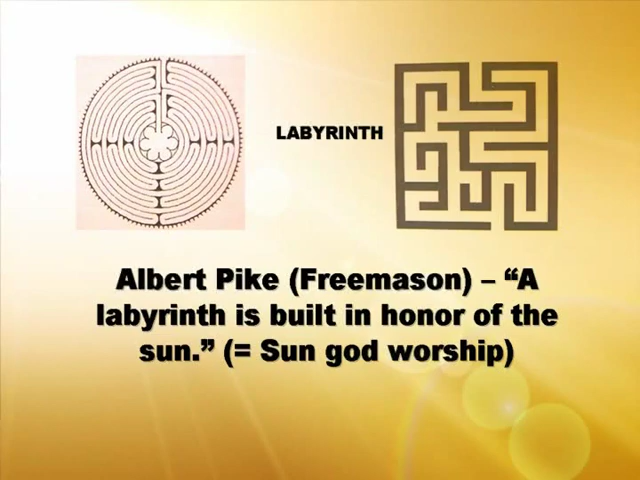 LABYRINTH
Albert Pike (Freemason) – “A
labyrinth is built in honor of the
sun.” (= Sun god worship)